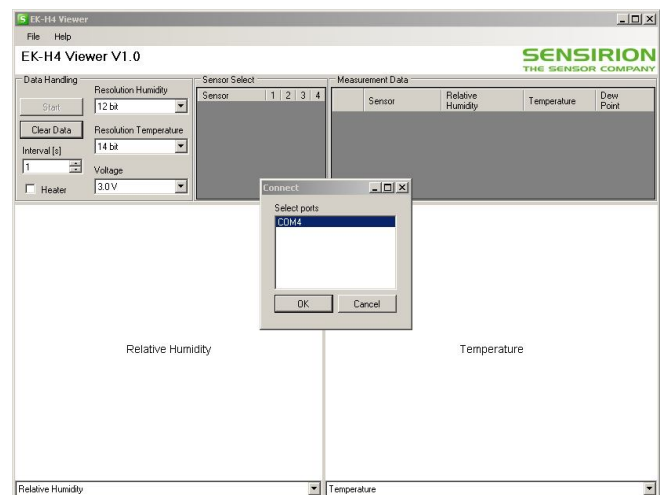 EK-H4 Viewer
File Help
EK-H4 Viewer V1.0
SENSIRION
THE SENSOR COMPANY
Data Handling
Start
Clear Data
Interval [s]
1
Heater
Resolution Humidity
12 bit
Resolution Temperature
14 bit
Voltage
3.0 V
Sensor Select
Sensor 1 2 3 4
Measurement Data
Sensor
Relative
Humidity
Temperature
Dew
Point
Connect
Select ports
COM4
OK Cancel
Relative Humidity
Temperature
Relative Humidity
Temperature